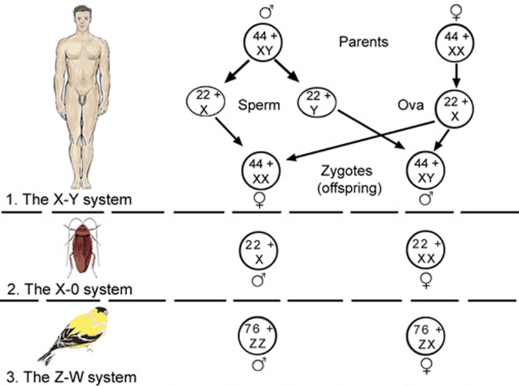 ♂ ♀
44 + Parents 44 +
XY XX
22 + Sperm 22 + Ova 22 +
X Y X
44 + Zygotes 44 +
XX (offspring) XY
♀ ♂
1. The X-Y system
22 + 22 +
X XX
♂ ♀
2. The X-0 system
76 + 76 +
ZZ ZX
♂ ♀
3. The Z-W system